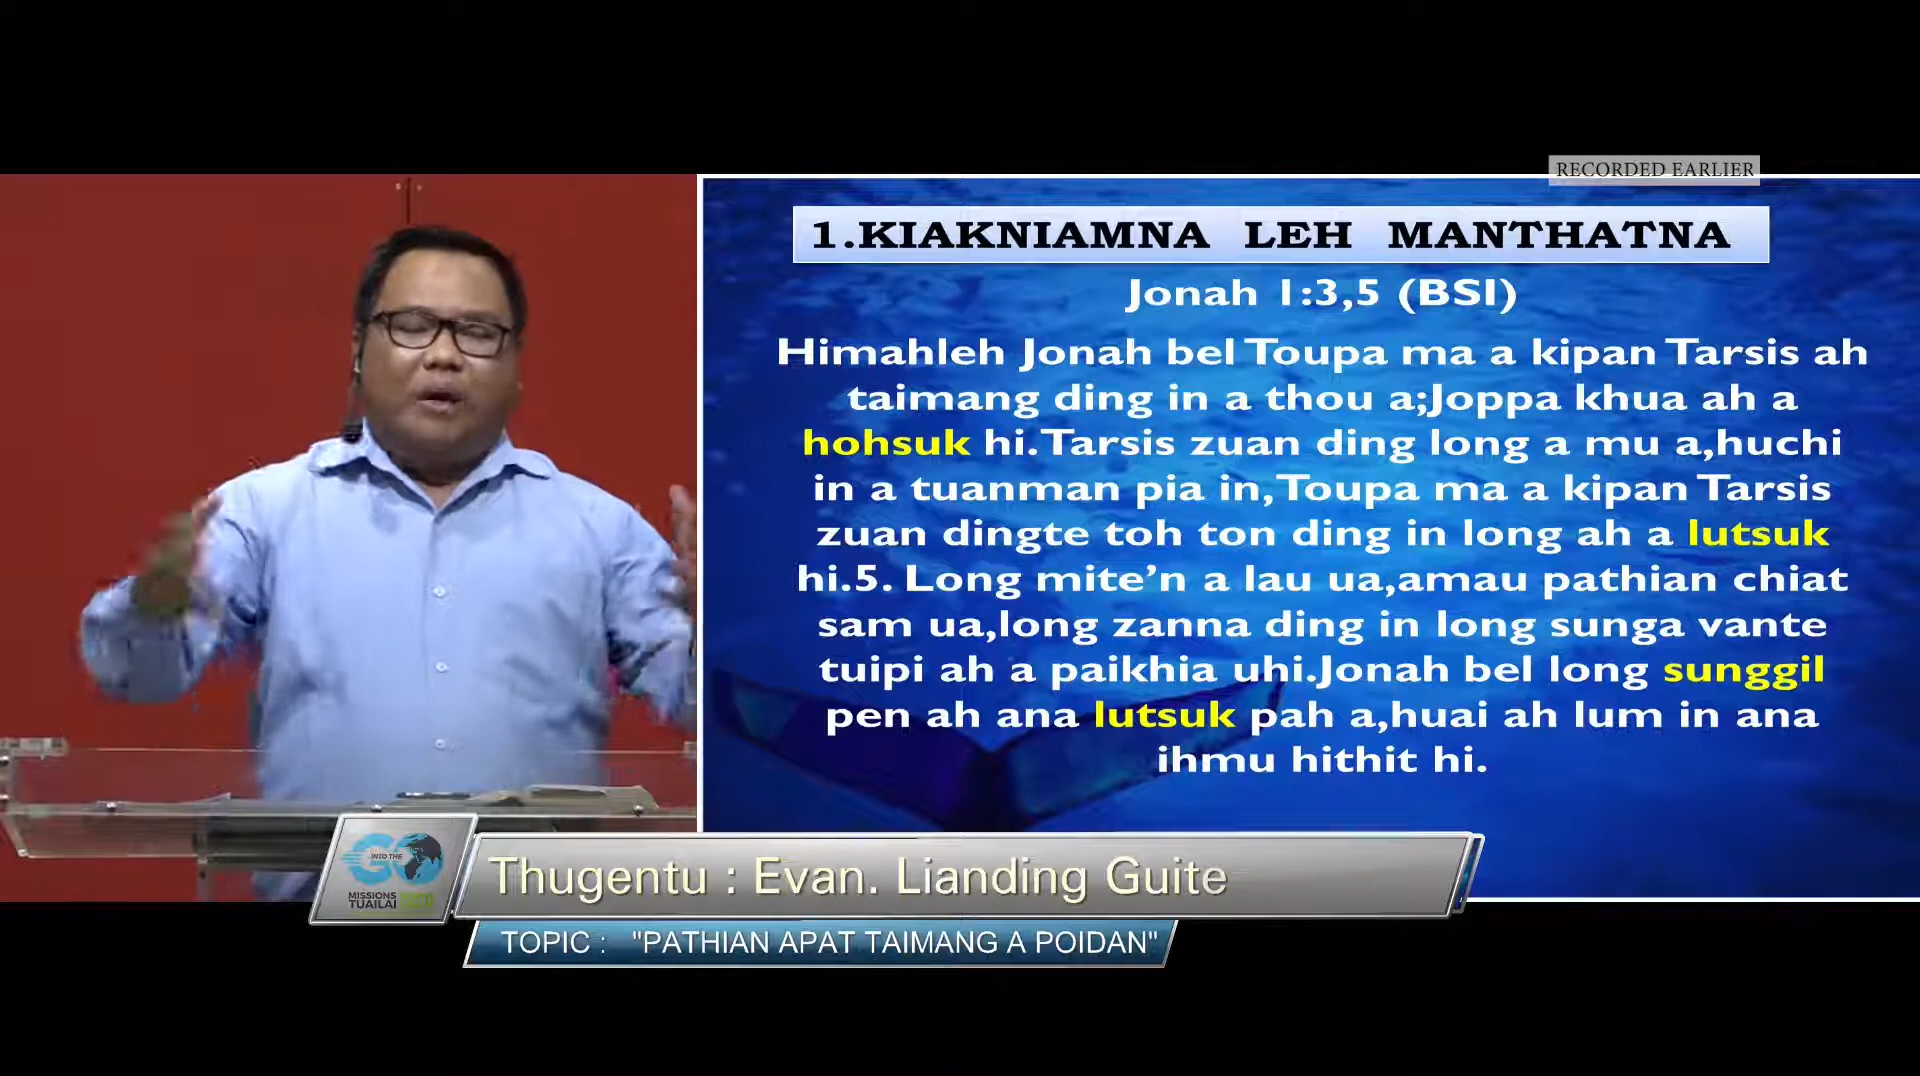 RECORDED EARLIER
1.KIAKNIAMNA LEH MANTHATNA
Jonah 1:3,5 (BSI)
Himahleh Jonah bel Toupa ma a kipan Tarsis ah
taimang ding in a thou a;Joppa khua ah a
hohsuk hi.Tarsis zuan ding long a mu a,huchi
in a tuanman pia in,Toupa ma a kipan Tarsis
zuan dingte toh ton ding in long ah a lutsuk
hi.5. Long mite’n a lau ua,amau pathian chiat
sam ua,long zanna ding in long sunga vante
tuipi ah a paikhia uhi.Jonah bel long sunggil
pen ah ana lutsuk pah a,huai ah lum in ana
ihmu hithit hi.
GO
INTO THE
MISSIONS
TUAILAI
Thugentu : Evan. Lianding Guite
TOPIC : "PATHIAN APAT TAIMANG A POIDAN"